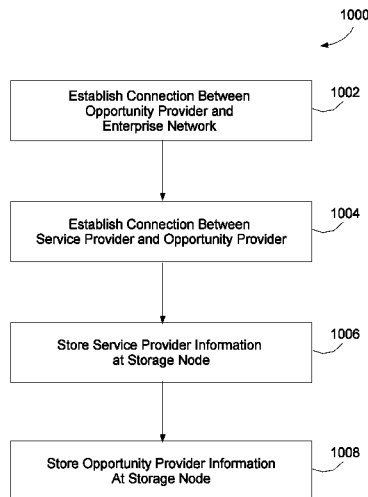 1000
Establish Connection Between
Opportunity Provider and
Enterprise Network
1002
Establish Connection Between
Service Provider and Opportunity Provider
1004
Store Service Provider Information
at Storage Node
1006
Store Opportunity Provider Information
At Storage Node
1008